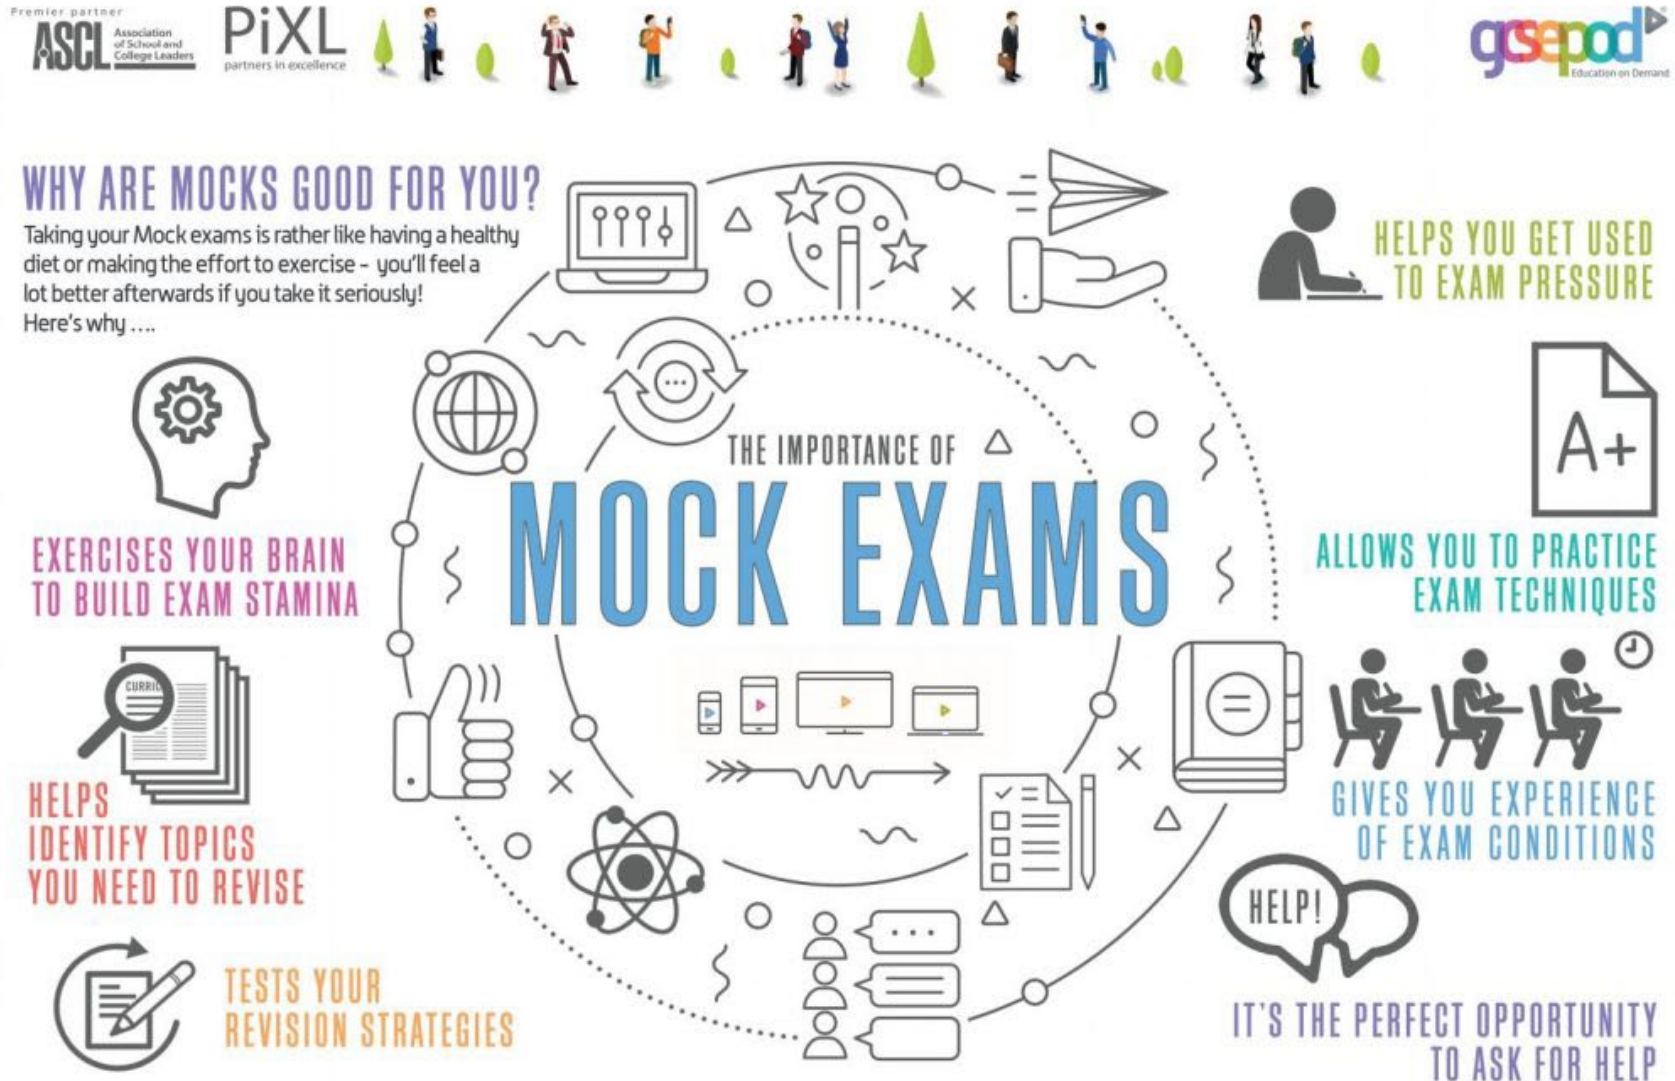 Premier partner
ASCL
Association
of School and
College Leaders
PiXL
partners in excellence
gcsepod
Education on Demand
WHY ARE MOCKS GOOD FOR YOU?
Taking your Mock exams is rather like having a healthy
diet or making the effort to exercise - you'll feel a
lot better afterwards if you take it seriously!
Here's why ....
EXERCISES YOUR BRAIN
TO BUILD EXAM STAMINA
CURRIC
HELPS
IDENTIFY TOPICS
YOU NEED TO REVISE
TESTS YOUR
REVISION STRATEGIES
THE IMPORTANCE OF
MOCK EXAMS
HELPS YOU GET USED
TO EXAM PRESSURE
A+
ALLOWS YOU TO PRACTICE
EXAM TECHNIQUES
GIVES YOU EXPERIENCE
OF EXAM CONDITIONS
HELP!
IT'S THE PERFECT OPPORTUNITY
TO ASK FOR HELP